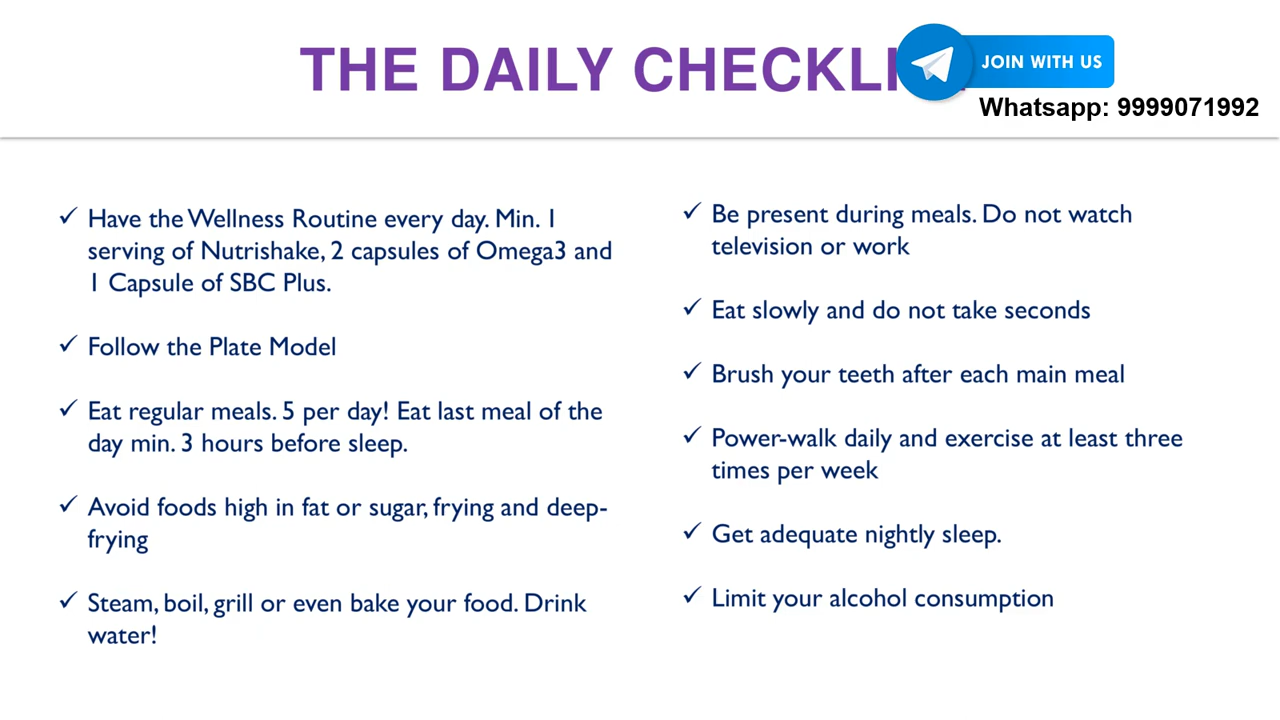 THE DAILY CHECKLI
JOIN WITH US
Whatsapp: 9999071992
✓ Have the Wellness Routine every day. Min. 1
serving of Nutrishake, 2 capsules of Omega3 and
1 Capsule of SBC Plus.
✓ Follow the Plate Model
✓ Eat regular meals. 5 per day! Eat last meal of the
day min. 3 hours before sleep.
✓ Avoid foods high in fat or sugar, frying and deep-
frying
✓ Steam, boil, grill or even bake your food. Drink
water!
✓ Be present during meals. Do not watch
television or work
✓ Eat slowly and do not take seconds
✓ Brush your teeth after each main meal
✓ Power-walk daily and exercise at least three
times per week
✓ Get adequate nightly sleep.
✓ Limit your alcohol consumption